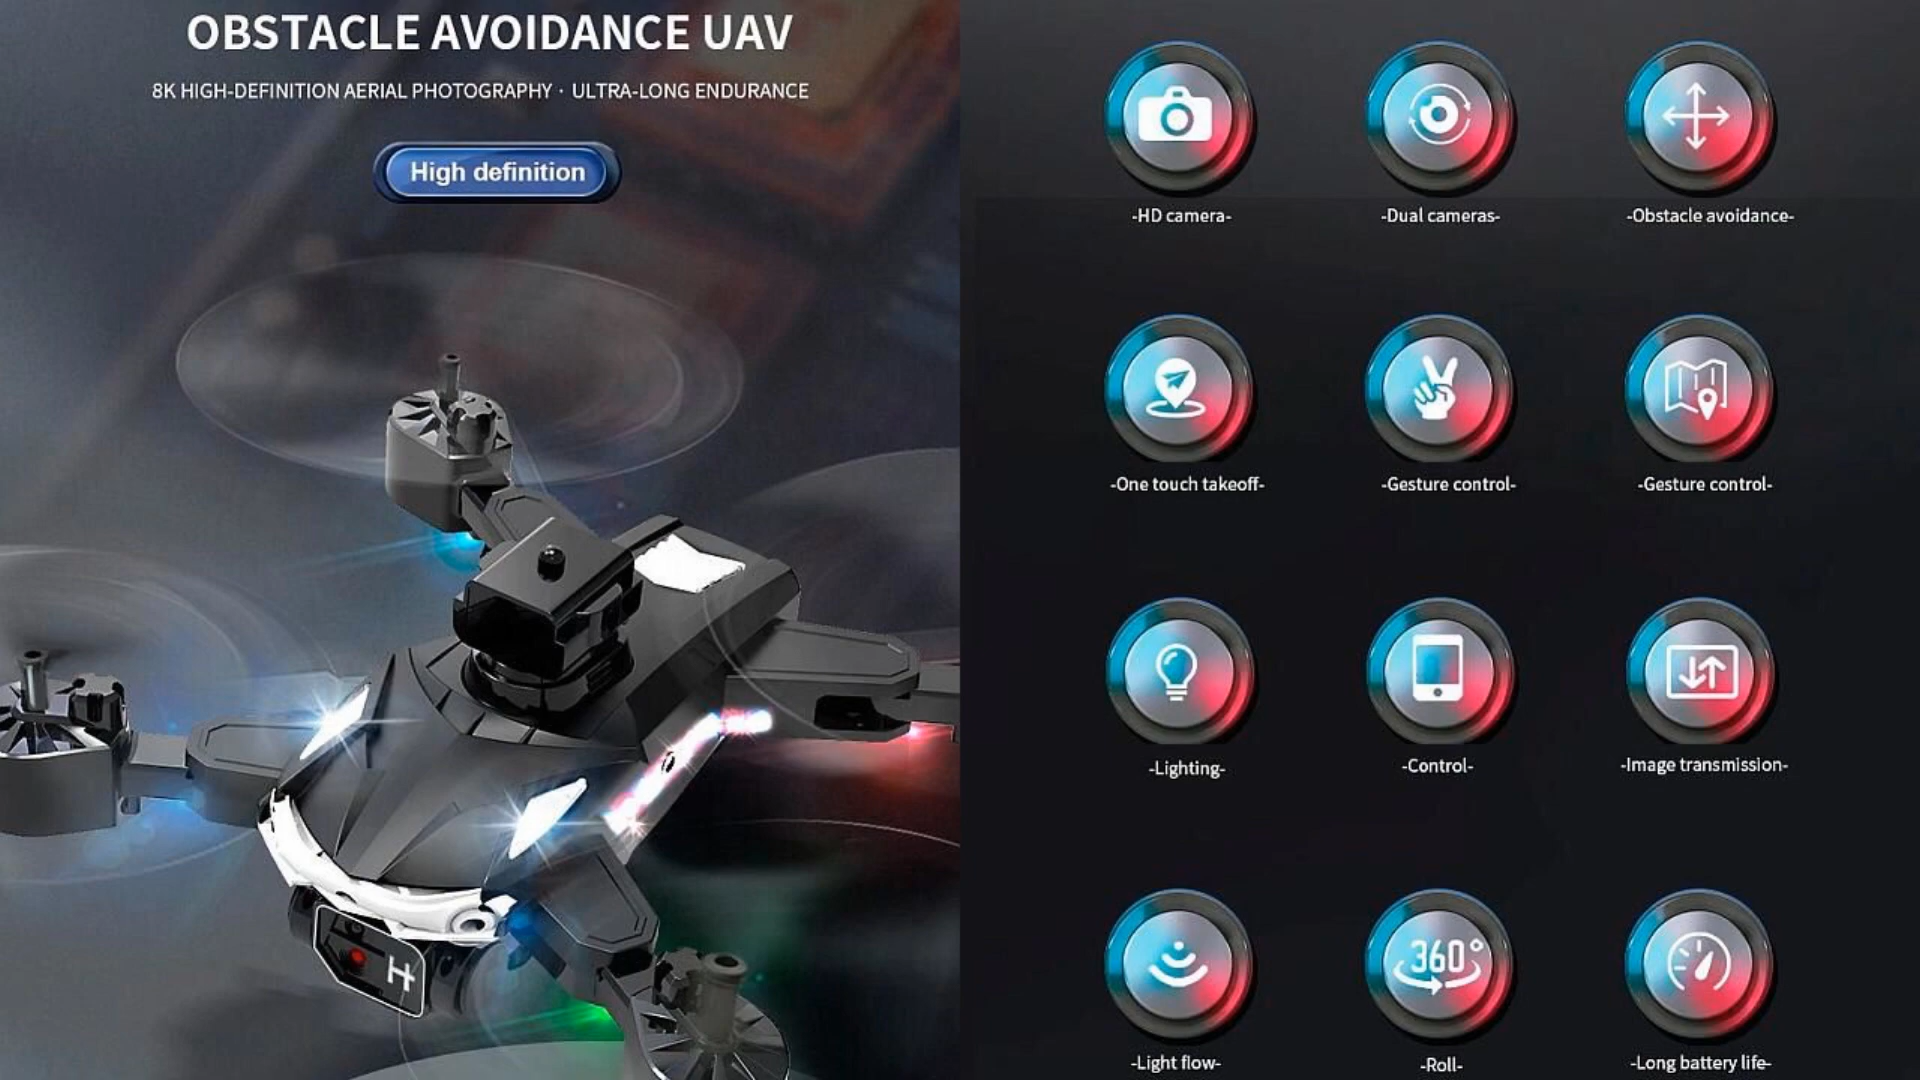 OBSTACLE AVOIDANCE UAV
8K HIGH-DEFINITION AERIAL PHOTOGRAPHY · ULTRA-LONG ENDURANCE
High definition
H
-HD camera-
-Dual cameras-
-Obstacle avoidance-
-One touch takeoff-
-Gesture control-
-Gesture control-
-Lighting-
-Control-
-Image transmission-
360°
-Light flow-
-Roll-
-Long battery life-